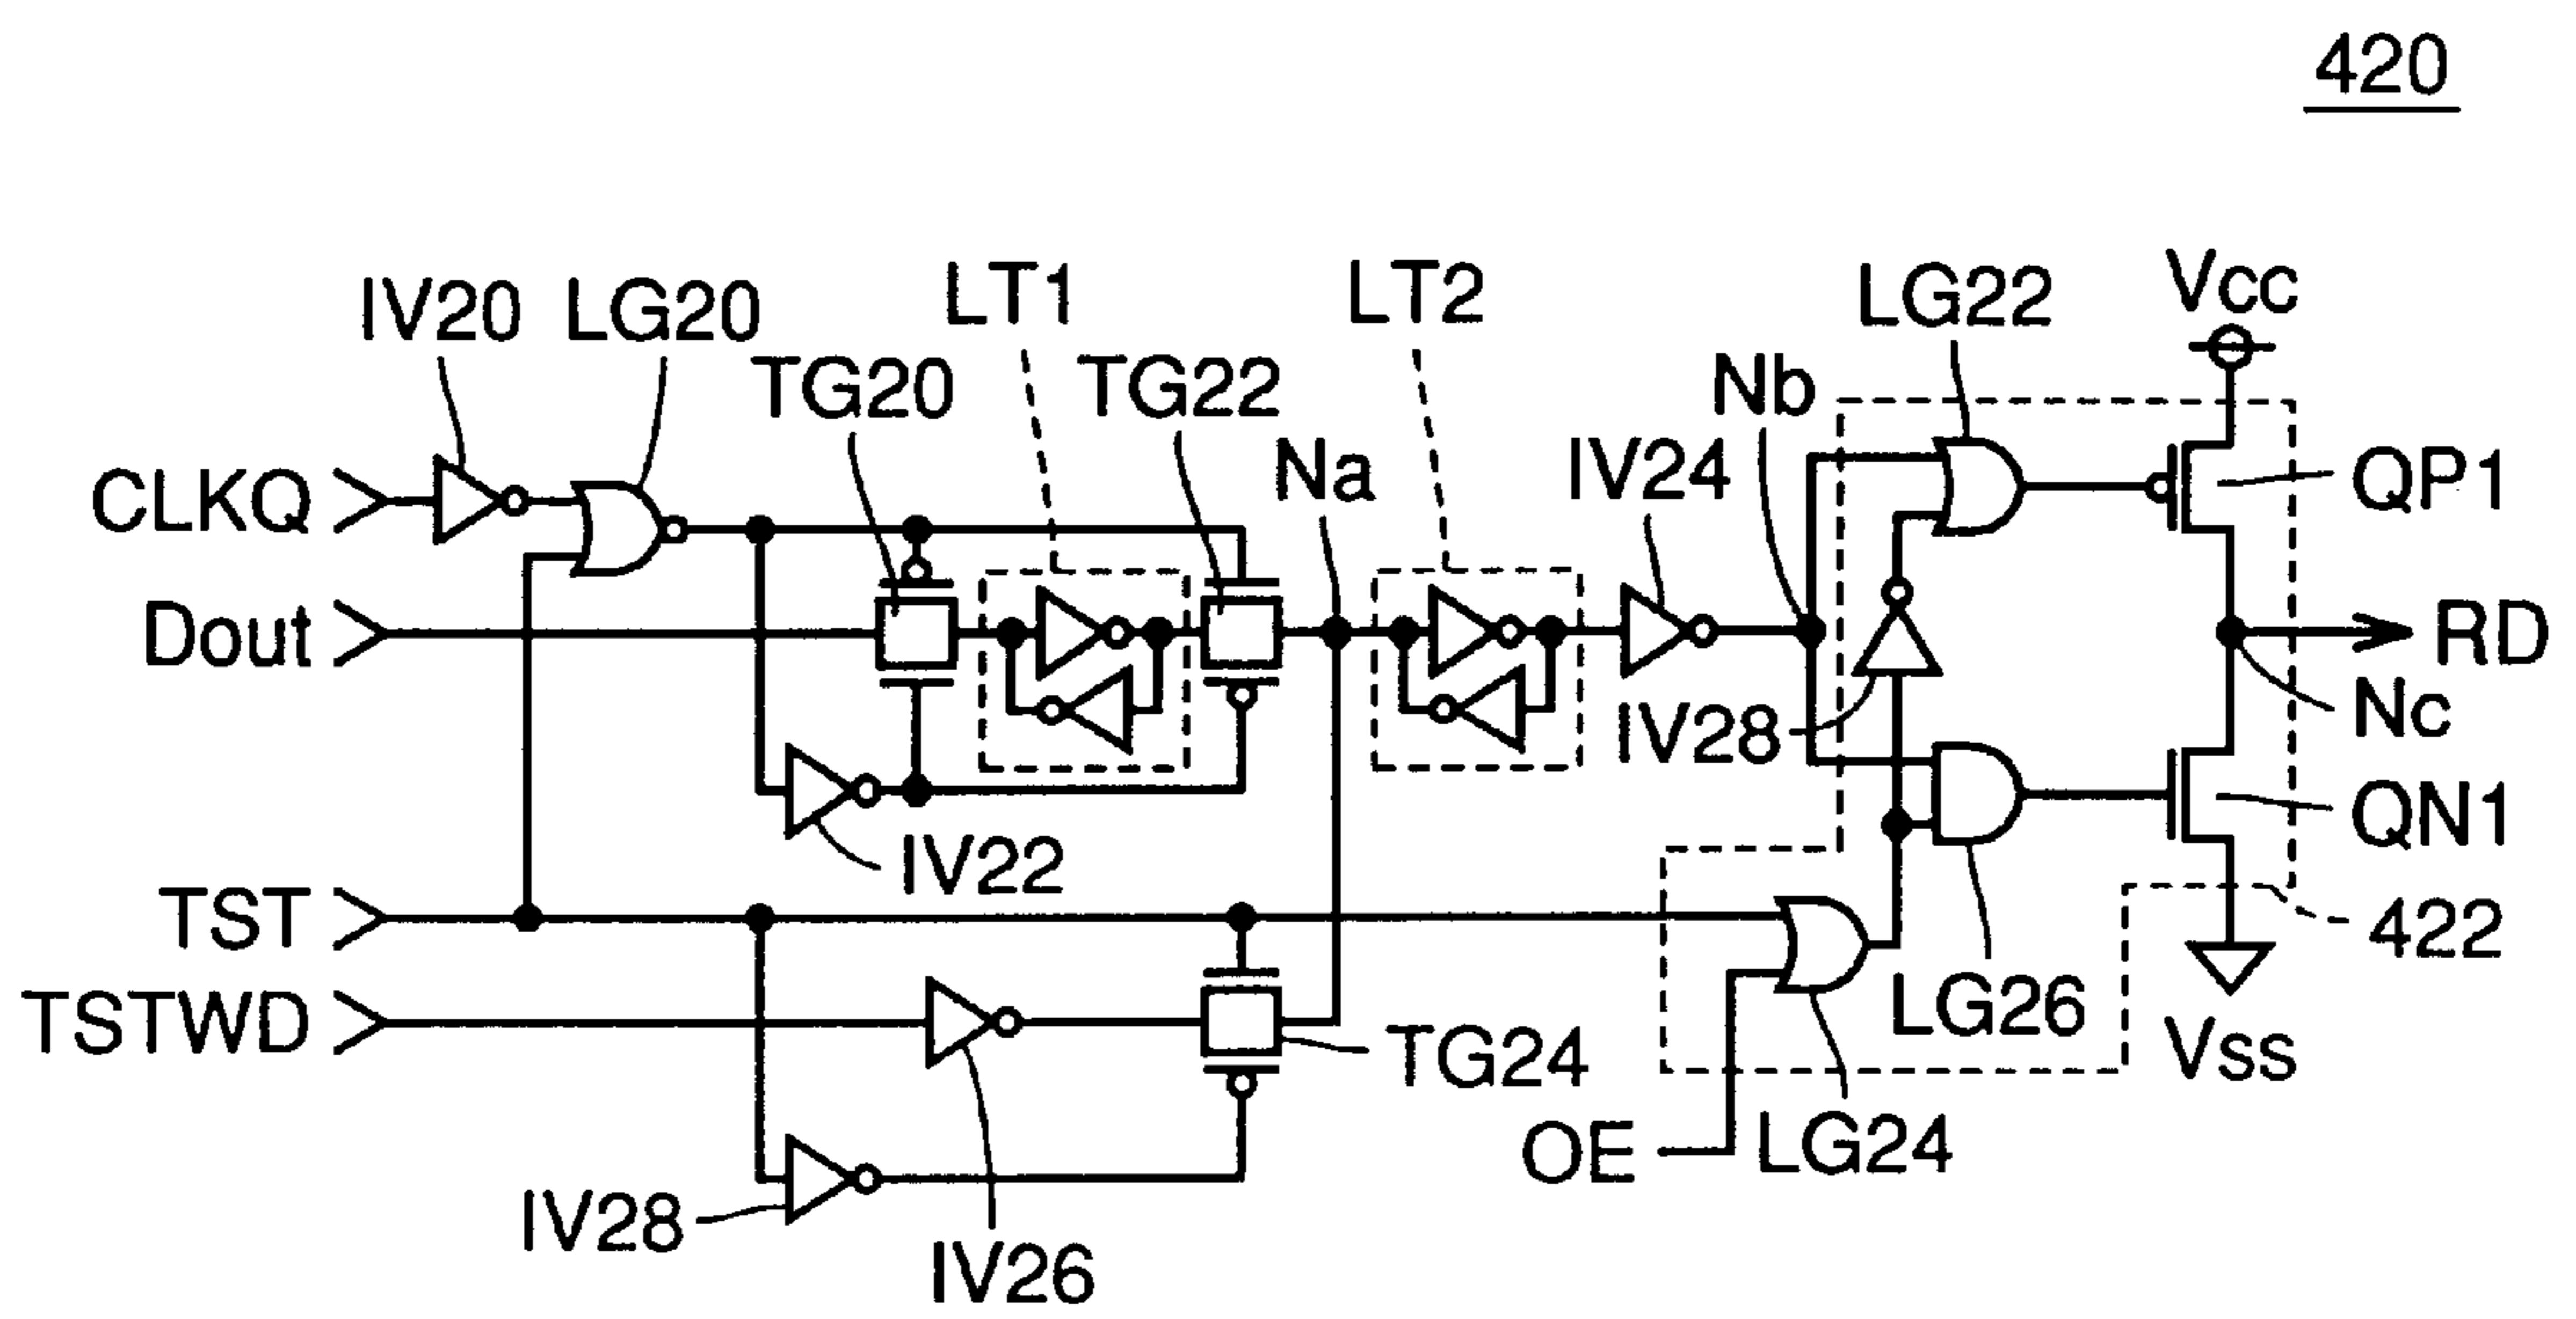 420
IV20
LG20
LT1
LT2
LG22
Vcc
TG20
TG22
Na
IV24
Nb
CLKQ
QP1
Dout
RD
IV28
Nc
QN1
IV22
TST
422
TSTWD
LG26
TG24
Vss
OE
LG24
IV28
IV26